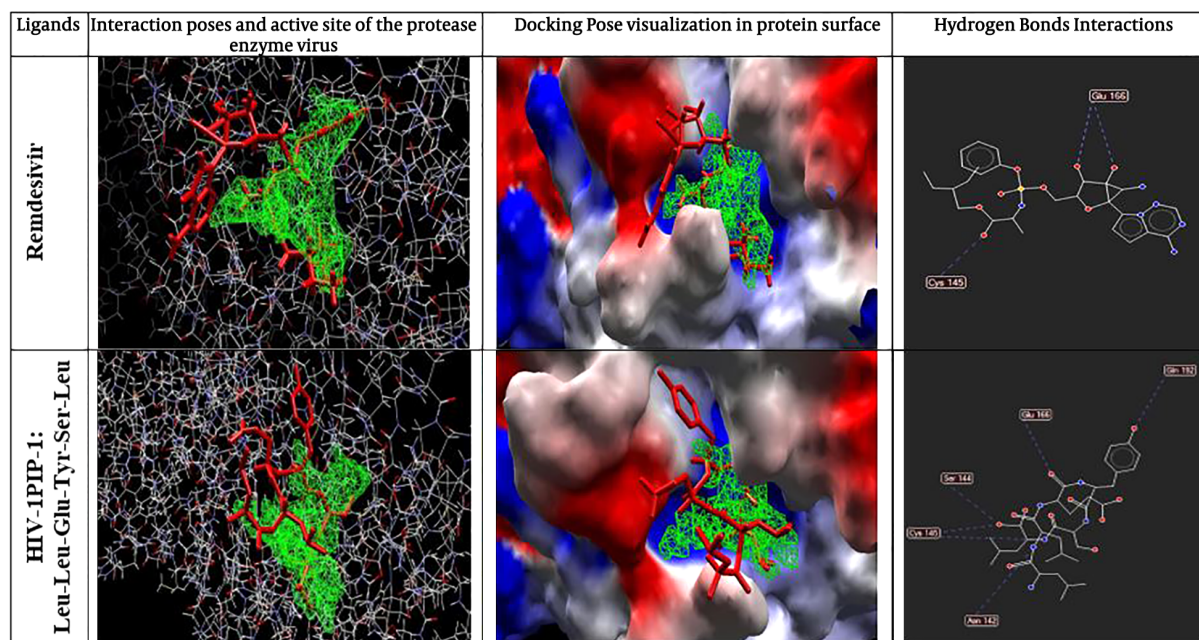 Ligands
Interaction poses and active site of the protease
enzyme virus
Docking Pose visualization in protein surface
Hydrogen Bonds Interactions
Remdesivir
Glu 166
Cys 145
HIV-1PIP-1:
Leu-Leu-Glu-Tyr-Ser-Leu
Gln 192
Glu 166
Ser 144
Cys 145
Asn 142